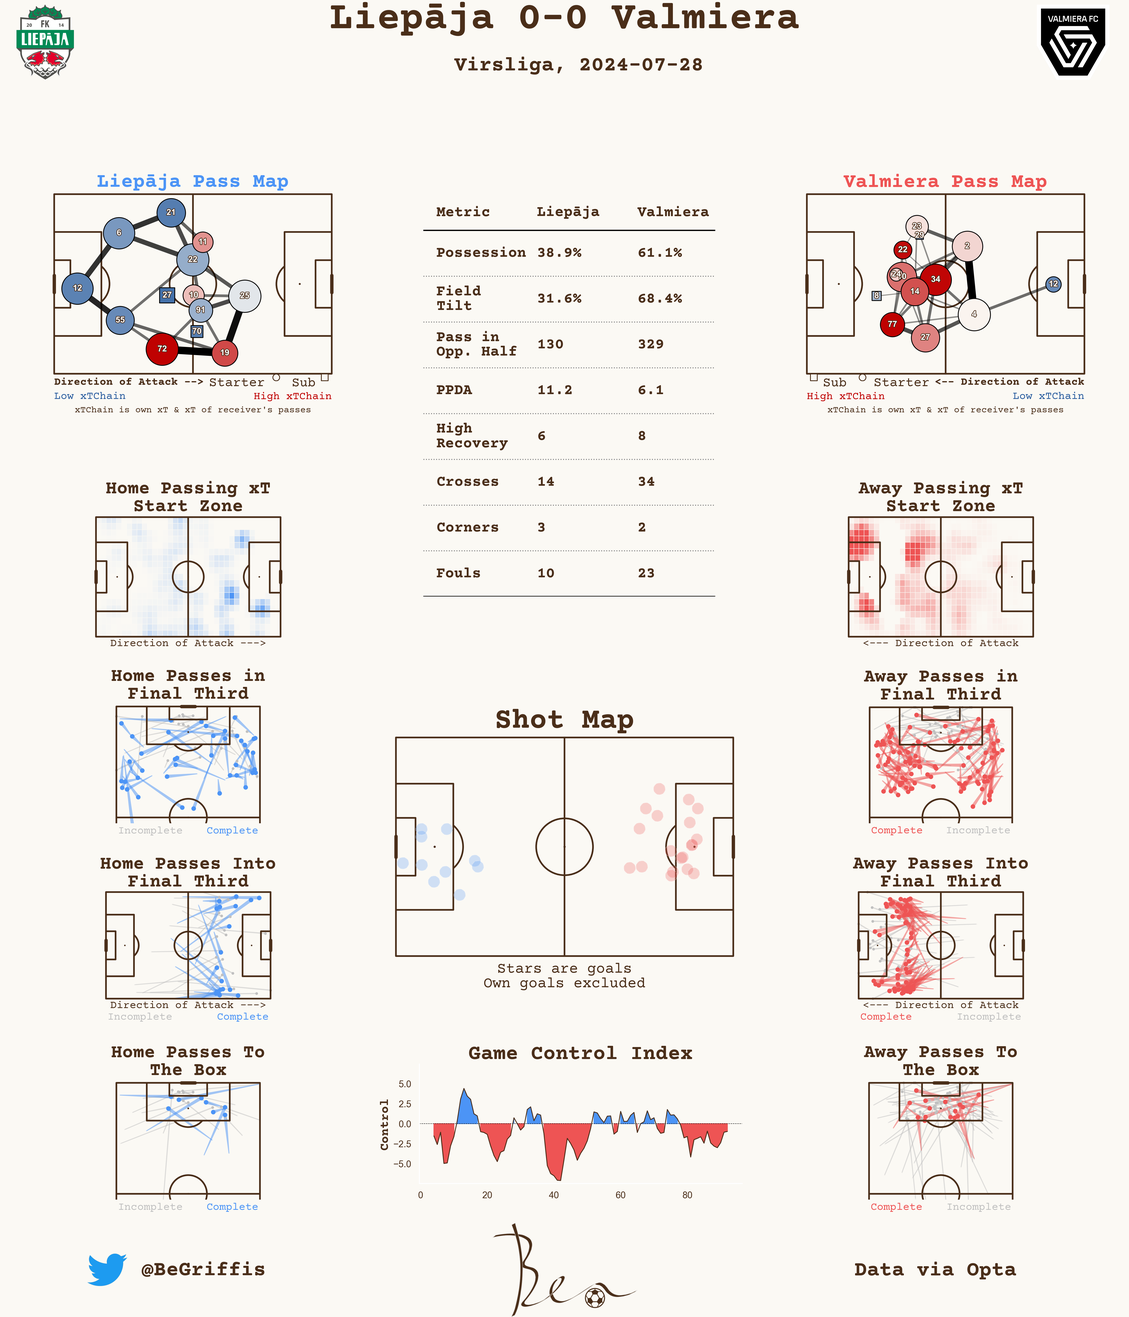 Liepāja 0-0 Valmiera
Virsliga, 2024-07-28
20 FK 14
LIEPĀJA
VALMIERA FC
Liepāja Pass Map
21
6
11
22
12
27
10
25
91
55
70
72
19
Direction of Attack --> Starter Sub
Low xTChain High xTChain
xTChain is own xT & xT of receiver's passes
Metric Liepāja Valmiera
Possession 38.9% 61.1%
Field
Tilt 31.6% 68.4%
Pass in
Opp. Half 130 329
PPDA 11.2 6.1
High
Recovery 6 8
Crosses 14 34
Corners 3 2
Fouls 10 23
Valmiera Pass Map
23
29
22
2
34
12
14
8
4
77
27
Sub Starter <-- Direction of Attack
High xTChain Low xTChain
xTChain is own xT & xT of receiver's passes
Home Passing xT
Start Zone
Direction of Attack --->
Away Passing xT
Start Zone
<--- Direction of Attack
Home Passes in
Final Third
Incomplete Complete
Away Passes in
Final Third
Complete Incomplete
Shot Map
Stars are goals
Own goals excluded
Home Passes Into
Final Third
Direction of Attack --->
Incomplete Complete
Away Passes Into
Final Third
<--- Direction of Attack
Complete Incomplete
Home Passes To
The Box
Incomplete Complete
Game Control Index
Control
5.0
2.5
0.0
−2.5
−5.0
0 20 40 60 80
Away Passes To
The Box
Complete Incomplete
@BeGriffis
Bea
Data via Opta